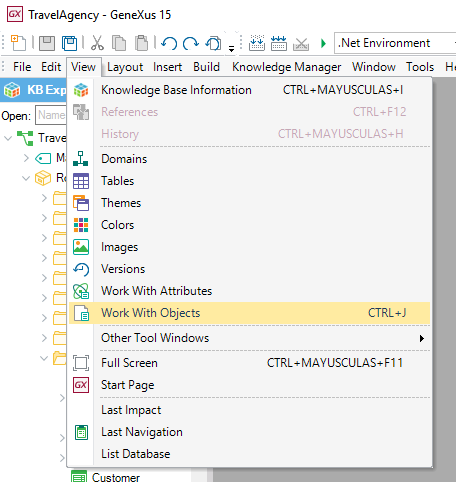 GX TravelAgency - GeneXus 15
.Net Environment
File Edit View Layout Insert Build Knowledge Manager Window Tools H
KB Exp
Open: Name
Trave
Ma
Ro
Knowledge Base Information CTRL+MAYUSCULAS+I
References CTRL+F12
History CTRL+MAYUSCULAS+H
Domains
Tables
Themes
Colors
Images
Versions
Work With Attributes
Work With Objects CTRL+J
Other Tool Windows
Full Screen CTRL+MAYUSCULAS+F11
GX Start Page
Last Impact
Last Navigation
List Database
Customer